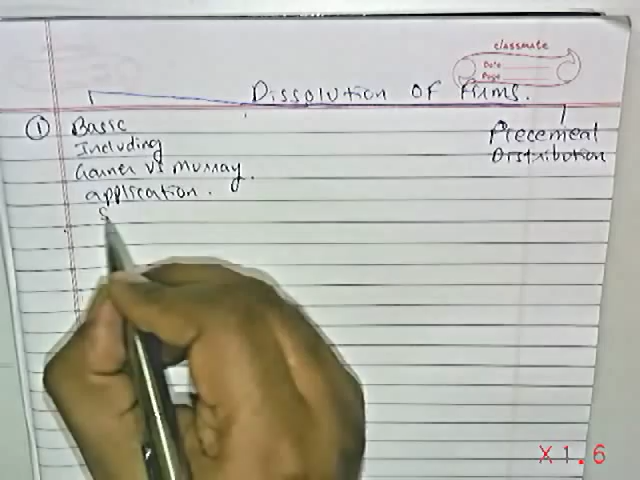 classmate
Date
Page
Dissolution of Firms.
① Basic
Including
Garner vs Murray
application.
S
Piecemeal
Distribution
X1.6